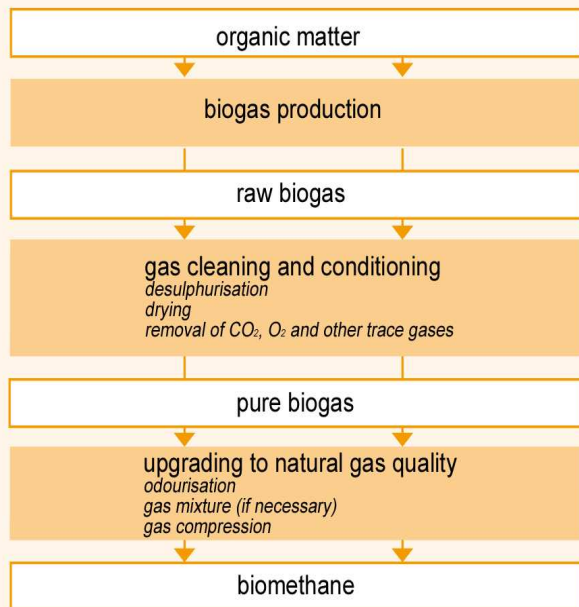 organic matter
biogas production
raw biogas
gas cleaning and conditioning
desulphurisation
drying
removal of CO₂, O₂ and other trace gases
pure biogas
upgrading to natural gas quality
odourisation
gas mixture (if necessary)
gas compression
biomethane